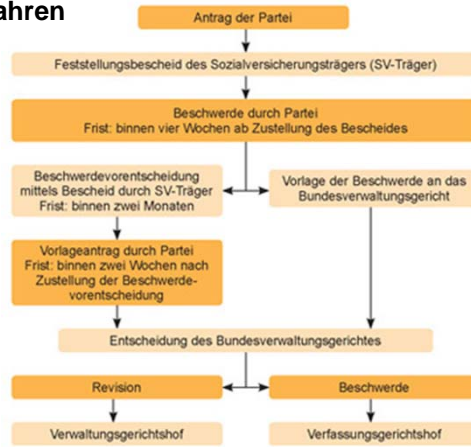 ahren
Antrag der Partei
Feststellungsbescheid des Sozialversicherungsträgers (SV-Träger)
Beschwerde durch Partei
Frist: binnen vier Wochen ab Zustellung des Bescheides
Beschwerdevorentscheidung
mittels Bescheid durch SV-Träger
Frist: binnen zwei Monaten
Vorlage der Beschwerde an das
Bundesverwaltungsgericht
Vorlageantrag durch Partei
Frist: binnen zwei Wochen nach
Zustellung der Beschwerde-
vorentscheidung
Entscheidung des Bundesverwaltungsgerichtes
Revision
Beschwerde
Verwaltungsgerichtshof
Verfassungsgerichtshof